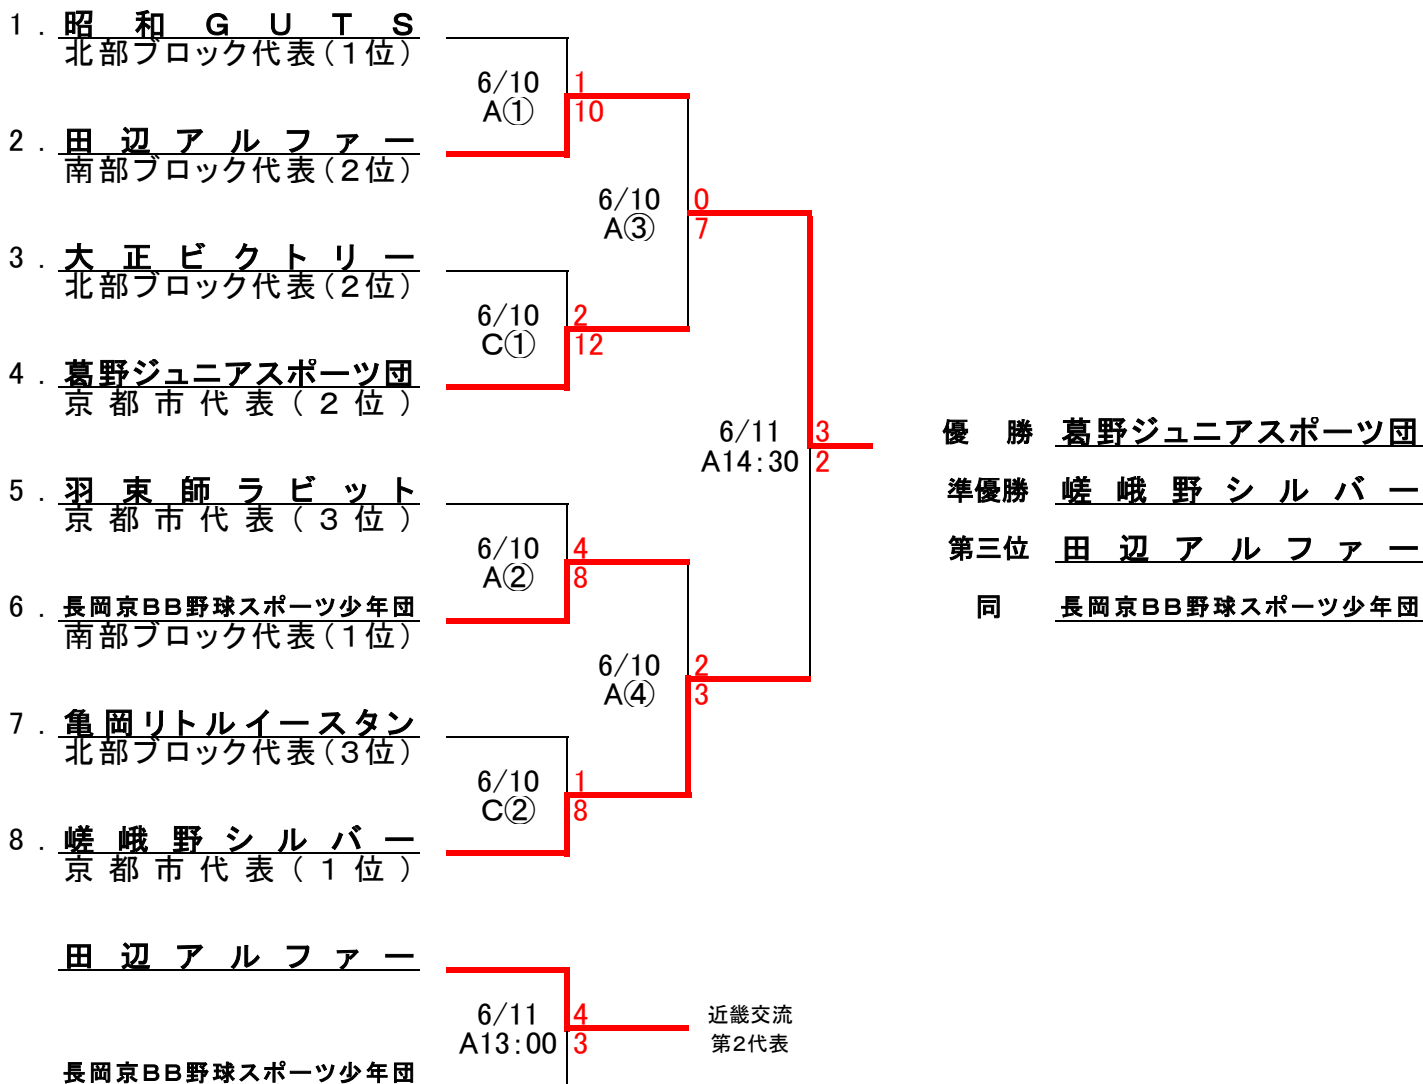 1. 昭和GUTS
北部ブロック代表(1位)
6/10
A①
1
10
2. 田辺アルファー
南部ブロック代表(2位)
6/10
A③
0
7
3. 大正ビクトリー
北部ブロック代表(2位)
6/10
C①
2
12
4. 葛野ジュニアスポーツ団
京都市代表(2位)
6/11
A14:30
3
2
優勝 葛野ジュニアスポーツ団
準優勝 嵯峨野シルバー
第三位 田辺アルファー
同 長岡京BB野球スポーツ少年団
5. 羽束師ラビット
京都市代表(3位)
6/10
A②
4
8
6. 長岡京BB野球スポーツ少年団
南部ブロック代表(1位)
6/10
A④
2
3
7. 亀岡リトルイースタン
北部ブロック代表(3位)
6/10
C②
1
8
8. 嵯峨野シルバー
京都市代表(1位)
田辺アルファー
6/11
A13:00
4
3
近畿交流
第2代表
長岡京BB野球スポーツ少年団